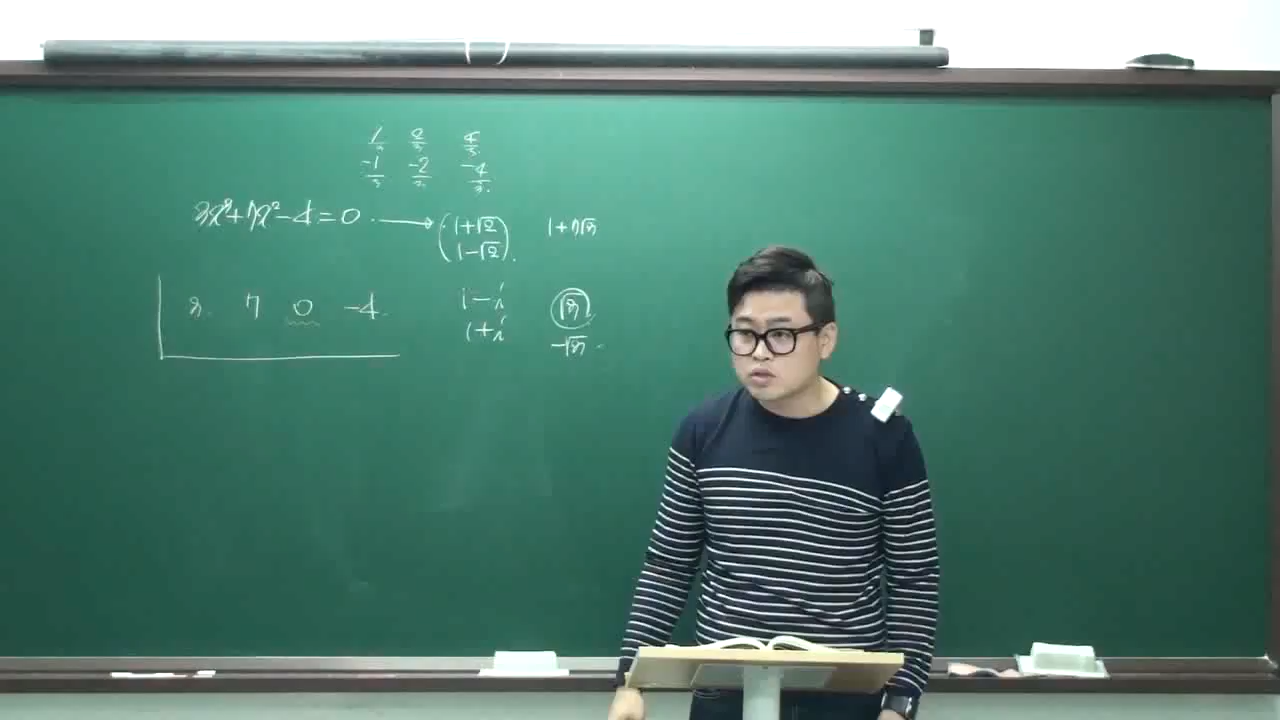 1/3 2/3 4/3
-1/3 -2/3 -4/3
3x³+7x²-4=0 → (1+√2 1+7√3
1-√2)
3 7 0 -4
1-i √3
1+i -√3